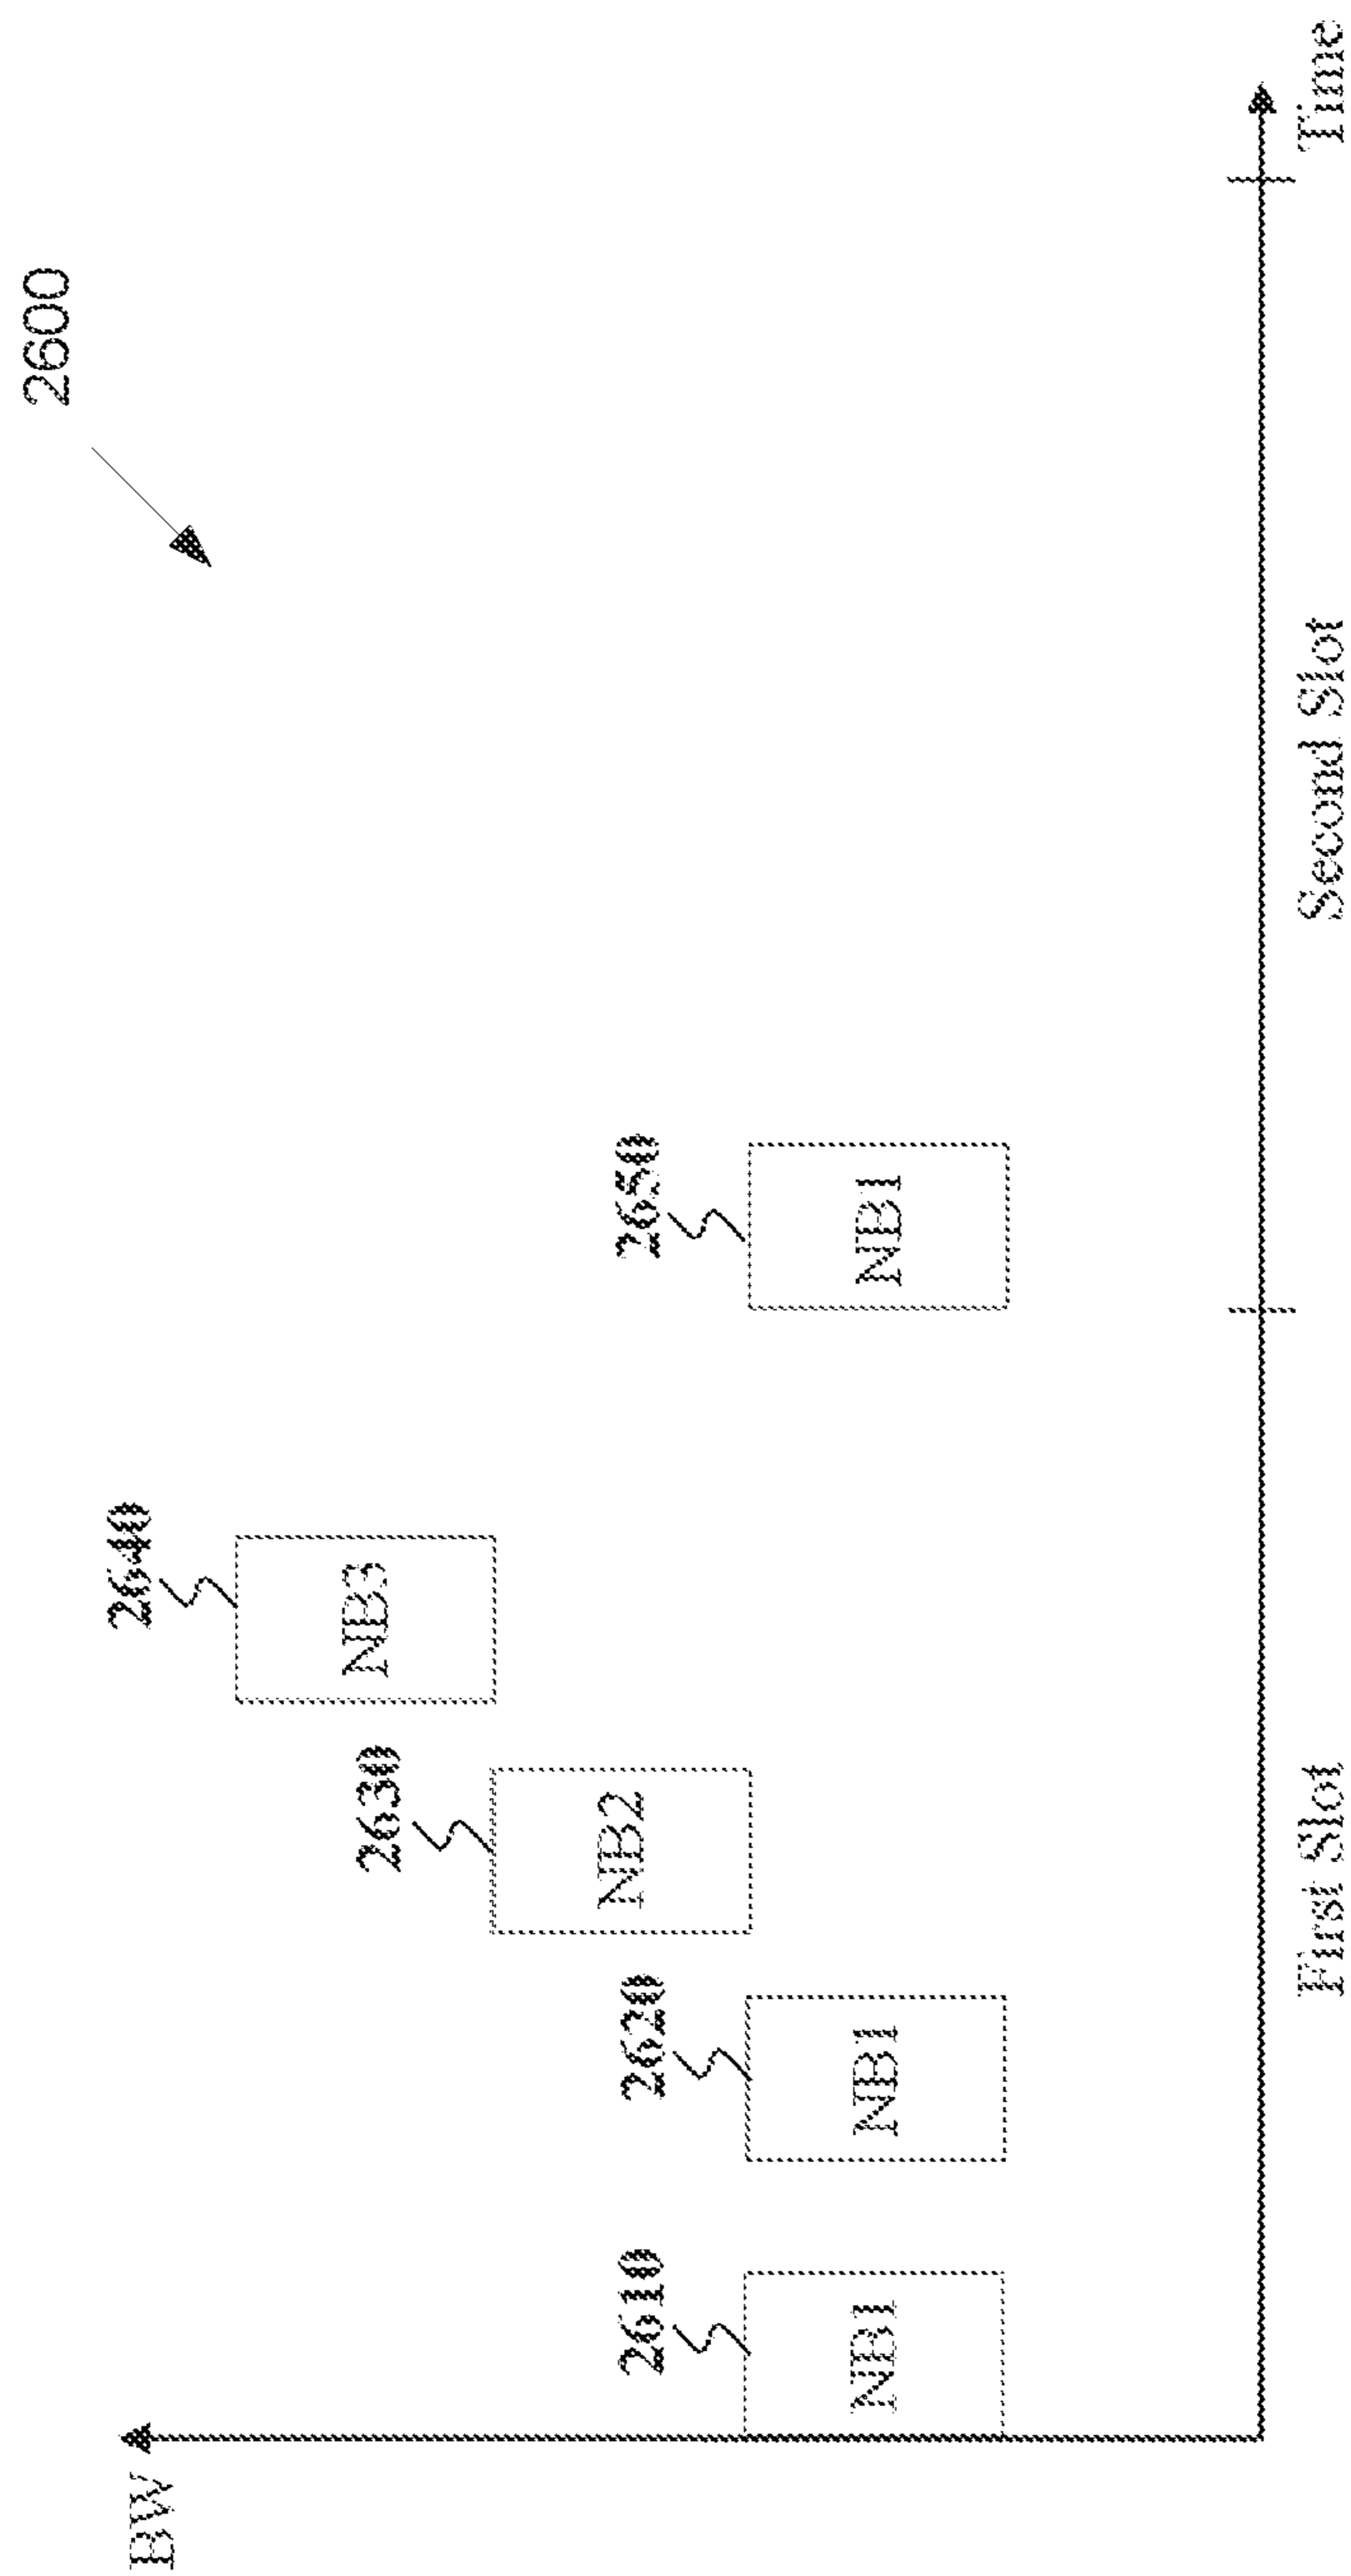 2600
BW
2640
NB3
2630
NB2
2610
NB1
2620
NB1
2650
NB1
First Slot
Second Slot
Time